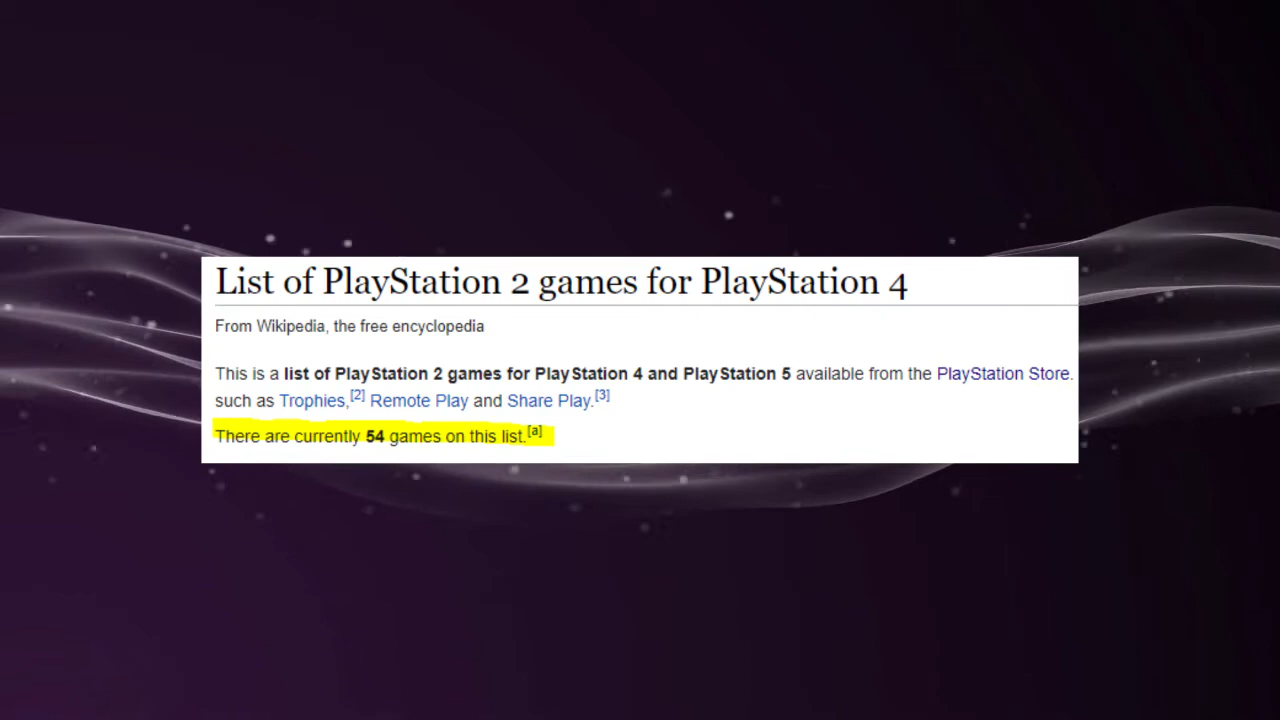 List of PlayStation 2 games for PlayStation 4
From Wikipedia, the free encyclopedia
This is a list of PlayStation 2 games for PlayStation 4 and PlayStation 5 available from the PlayStation Store.
such as Trophies,[2] Remote Play and Share Play.[3]
There are currently 54 games on this list.[a]